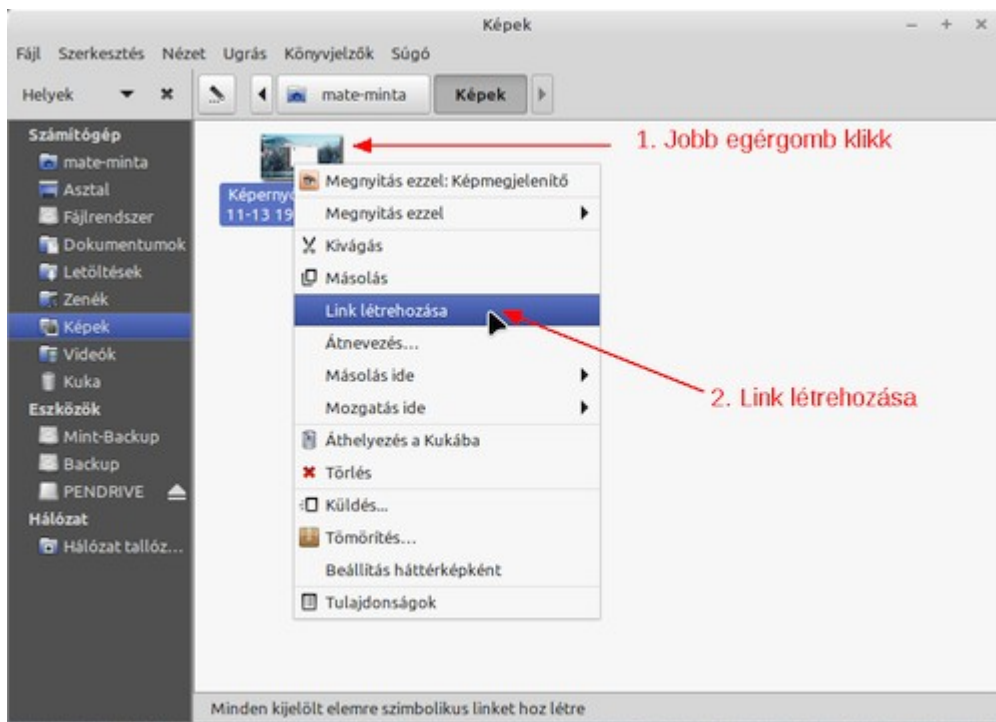 Képek
Fájl Szerkesztés Nézet Ugrás Könyvjelzők Súgó
Helyek mate-minta Képek
Számítógép
mate-minta
Asztal
Fájlrendszer
Dokumentumok
Letöltések
Zenék
Képek
Videók
Kuka
Eszközök
Mint-Backup
Backup
PENDRIVE
Hálózat
Hálózat tallóz...
1. Jobb egérgomb klikk
11-13 19
Megnyitás ezzel: Képmegjelenítő
Megnyitás ezzel
Kivágás
Másolás
Link létrehozása
Átnevezés...
Másolás ide
Mozgatás ide
Áthelyezés a Kukába
Törlés
Küldés...
Tömörítés...
Beállítás háttérképként
Tulajdonságok
2. Link létrehozása
Minden kijelölt elemre szimbolikus linket hoz létre